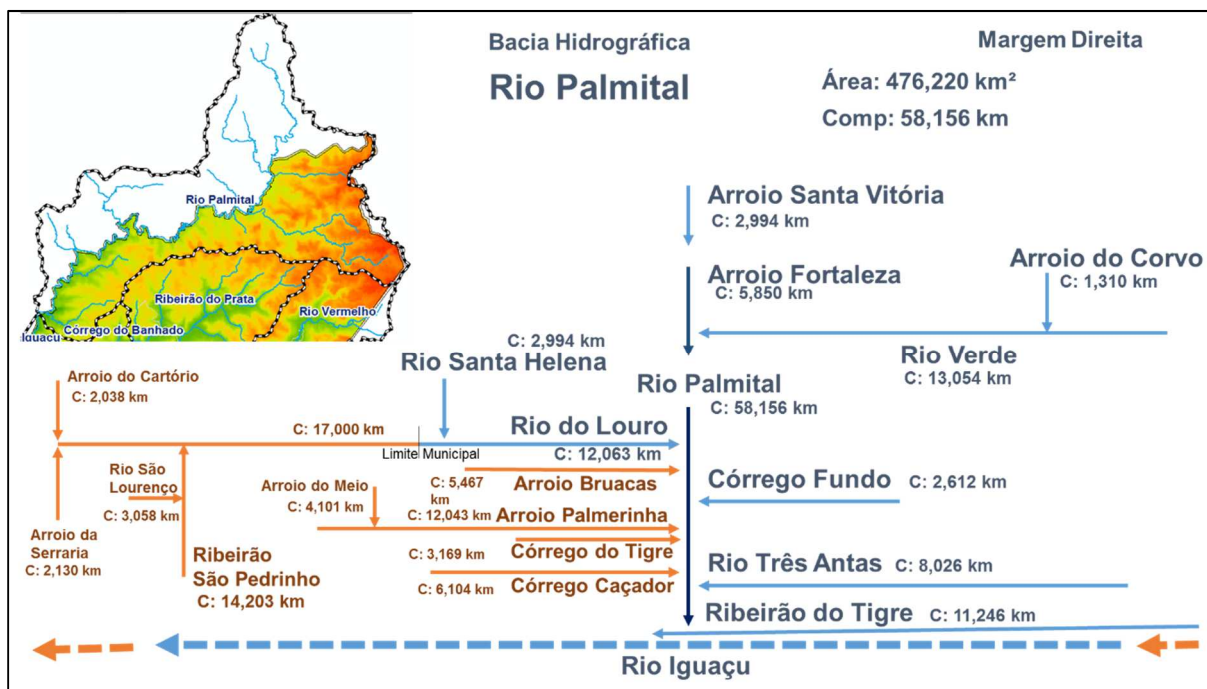 Bacia Hidrográfica
Margem Direita
Rio Palmital
Área: 476,220 km²
Comp: 58,156 km
Rio Palmital
Ribeirão do Prata
Rio Vermelho
Córrego do Banhado
Iguaçu
Arroio Santa Vitória
C: 2,994 km
Arroio Fortaleza
C: 5,850 km
Arroio do Corvo
C: 1,310 km
Rio Verde
C: 13,054 km
C: 2,994 km
Rio Santa Helena
Arroio do Cartório
C: 2,038 km
Rio Palmital
C: 58,156 km
C: 17,000 km
Rio do Louro
Limite Municipal
C: 12,063 km
Rio São
Lourenço
C: 3,058 km
Arroio do Meio
C: 4,101 km
C: 5,467
km
Arroio Bruacas
Córrego Fundo
C: 2,612 km
C: 12,043 km
Arroio Palmerinha
Arroio da
Serraria
C: 2,130 km
Ribeirão
São Pedrinho
C: 14,203 km
C: 3,169 km
Córrego do Tigre
C: 6,104 km
Córrego Caçador
Rio Três Antas
C: 8,026 km
Ribeirão do Tigre
C: 11,246 km
Rio Iguaçu